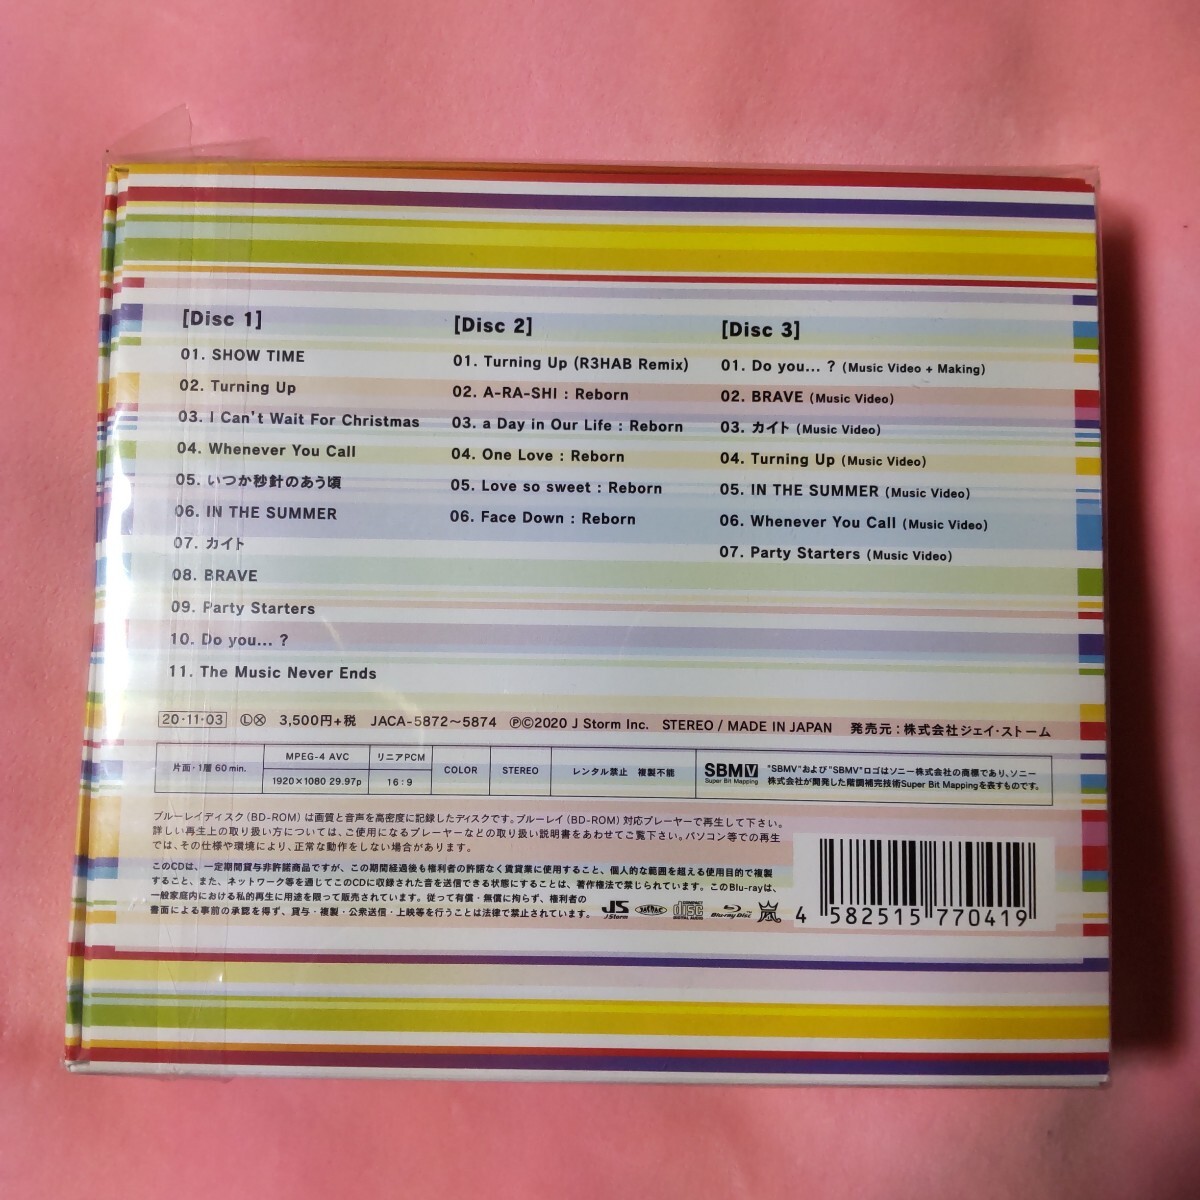 [Disc 1]
01. SHOW TIME
02. Turning Up
03. I Can't Wait For Christmas
04. Whenever You Call
05. いつか秒針のあう頃
06. IN THE SUMMER
07. カイト
08. BRAVE
09. Party Starters
10. Do you... ?
11. The Music Never Ends
[Disc 2]
01. Turning Up (R3HAB Remix)
02. A-RA-SHI : Reborn
03. a Day in Our Life : Reborn
04. One Love : Reborn
05. Love so sweet : Reborn
06. Face Down : Reborn
[Disc 3]
01. Do you... ? (Music Video + Making)
02. BRAVE (Music Video)
03. カイト (Music Video)
04. Turning Up (Music Video)
05. IN THE SUMMER (Music Video)
06. Whenever You Call (Music Video)
07. Party Starters (Music Video)
20・11・03 Ⓛⓧ 3,500円+税 JACA-5872～5874 ℗©2020 J Storm Inc. STEREO / MADE IN JAPAN 発売元：株式会社ジェイ・ストーム
片面・1層 60 min. MPEG-4 AVC リニアPCM COLOR STEREO レンタル禁止 複製不能
1920×1080 29.97p 16:9
SBMV Super Bit Mapping
"SBMV"および"SBMV"ロゴはソニー株式会社の商標であり、ソニー
株式会社が開発した階調補完技術Super Bit Mappingを表すものです。
ブルーレイディスク（BD-ROM）は画質と音声を高密度に記録したディスクです。ブルーレイ（BD-ROM）対応プレーヤーで再生して下さい。
詳しい再生上の取り扱い方については、ご使用になるプレーヤーなどの取り扱い説明書をあわせてご覧下さい。パソコン等での再生
では、その仕様や環境により、正常な動作をしない場合があります。
このCDは、一定期間貸与非許諾商品ですが、この期間経過後も権利者の許諾なく賃貸業に使用すること、個人的な範囲を超える使用目的で複製
すること、また、ネットワーク等を通じてこのCDに収録された音を送信できる状態にすることは、著作権法で禁じられています。このBlu-rayは、
一般家庭内における私的再生に用途を限って販売されています。従って有償・無償に拘らず、権利者の
書面による事前の承認を得ず、貸与・複製・公衆送信・上映等を行うことは法律で禁止されています。
JS J Storm
COMPACT disc DIGITAL AUDIO
Blu-ray Disc
嵐
4 582515 770419